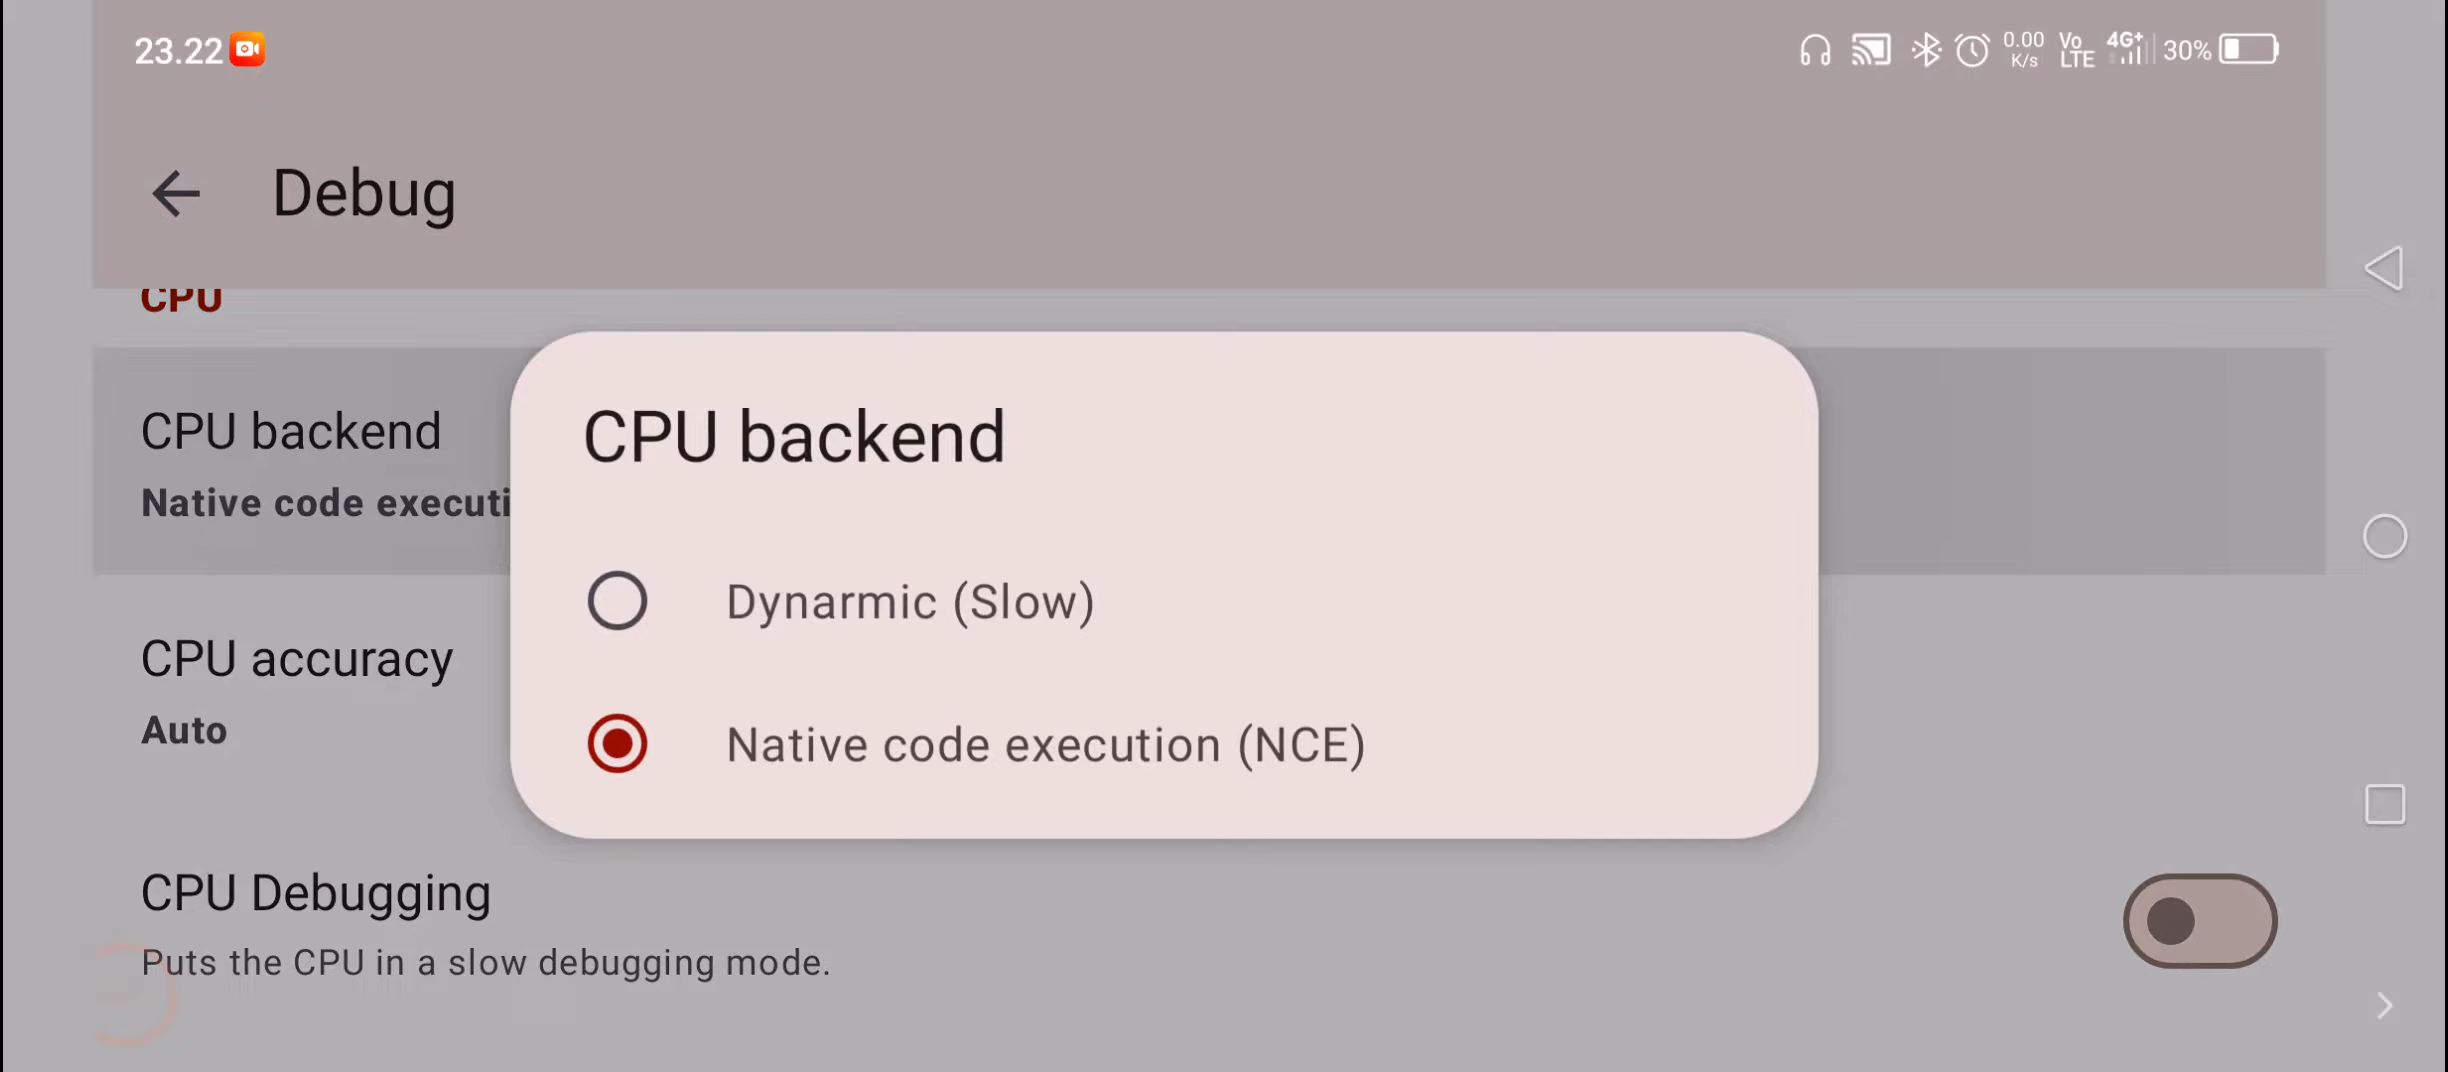 23.22
0.00 K/s
Vo LTE
4G+
30%
Debug
CPU
CPU backend
Native code executi
CPU backend
Dynarmic (Slow)
Native code execution (NCE)
CPU accuracy
Auto
CPU Debugging
Puts the CPU in a slow debugging mode.